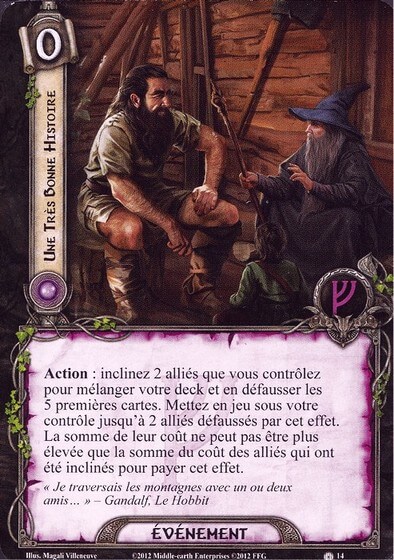 0
Une Très Bonne Histoire
Action : inclinez 2 alliés que vous contrôlez
pour mélanger votre deck et en défausser les
5 premières cartes. Mettez en jeu sous votre
contrôle jusqu'à 2 alliés défaussés par cet effet.
La somme de leur coût ne peut pas être plus
élevée que la somme du coût des alliés qui ont
été inclinés pour payer cet effet.
« Je traversais les montagnes avec un ou deux
amis… » – Gandalf, Le Hobbit
ÉVÉNEMENT
Illus. Magali Villeneuve ©2012 Middle-earth Enterprises ©2012 FFG 14